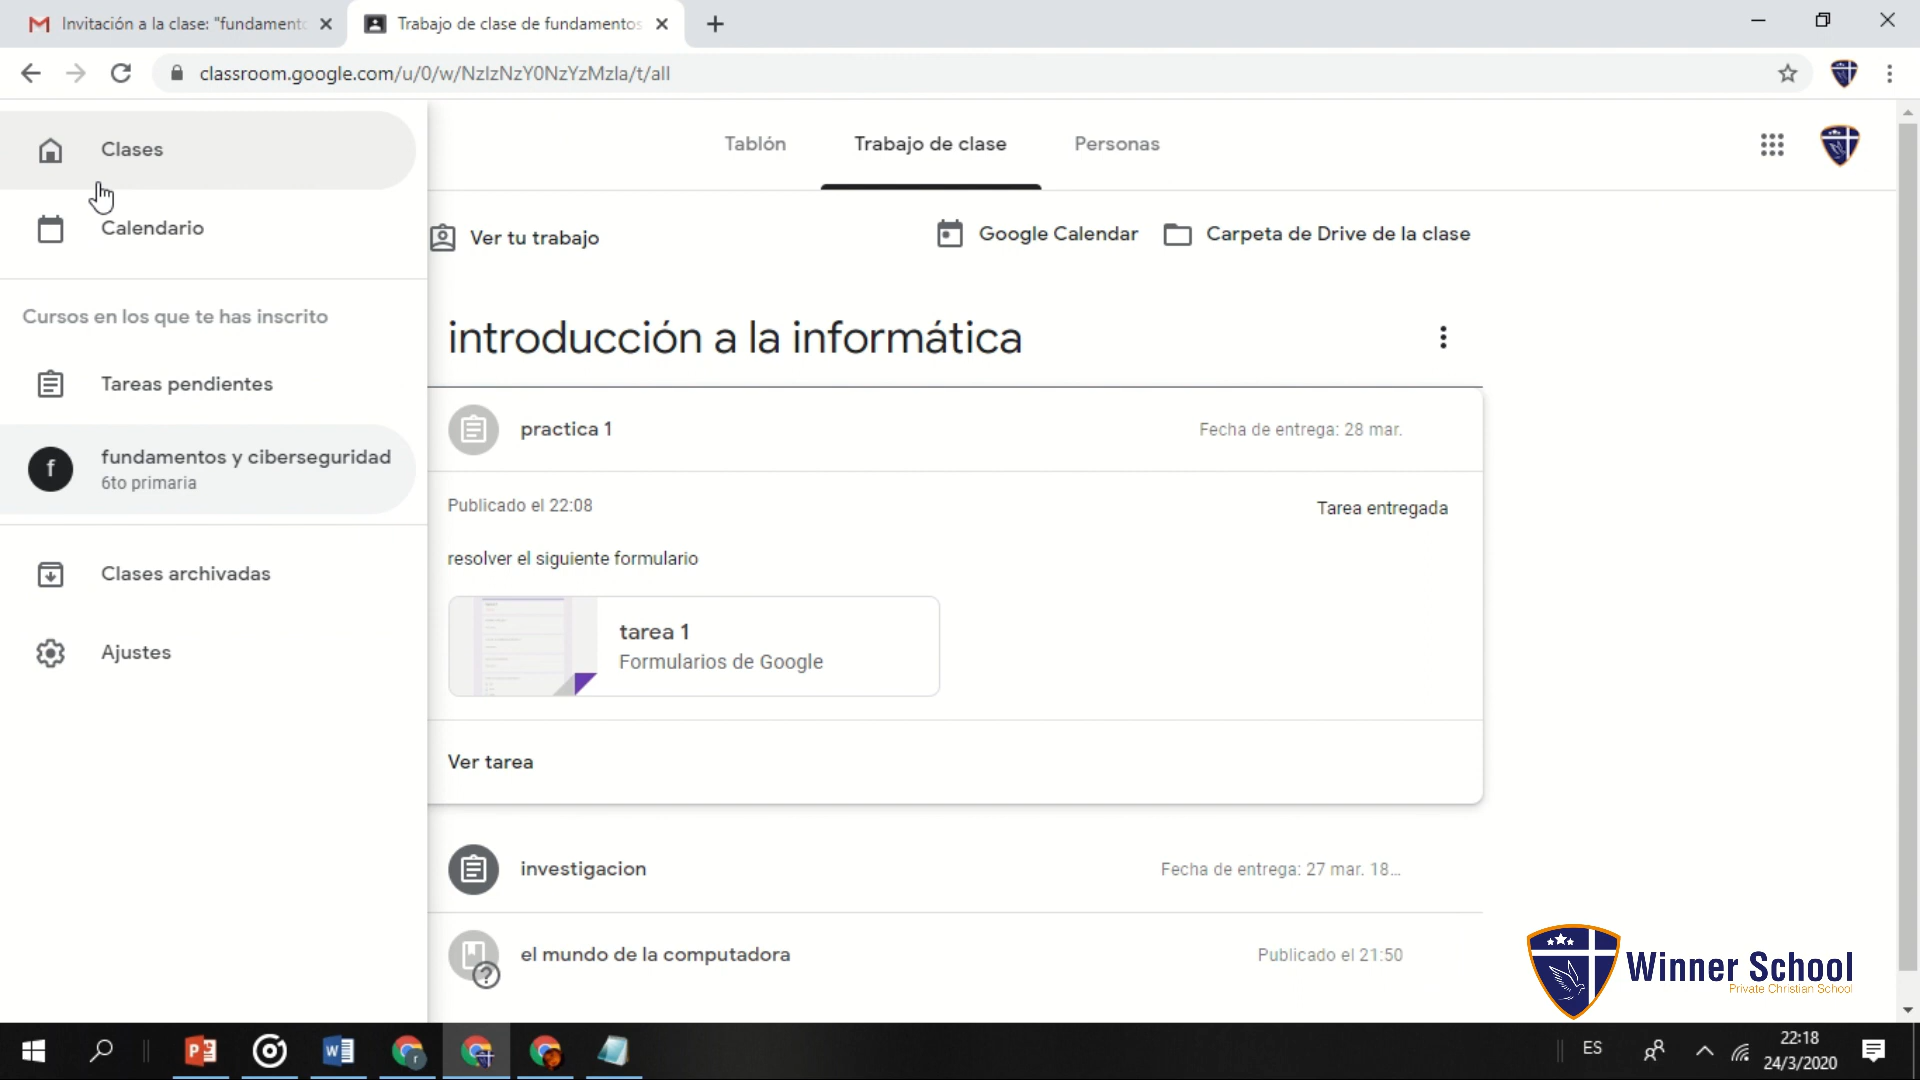 Invitación a la clase: "fundament
Trabajo de clase de fundamentos
classroom.google.com/u/0/w/NzIzNzY0NzYzMzla/t/all
Clases
Calendario
Cursos en los que te has inscrito
Tareas pendientes
f
fundamentos y ciberseguridad
6to primaria
Clases archivadas
Ajustes
Tablón
Trabajo de clase
Personas
Ver tu trabajo
Google Calendar
Carpeta de Drive de la clase
introducción a la informática
practica 1
Fecha de entrega: 28 mar.
Publicado el 22:08
Tarea entregada
resolver el siguiente formulario
tarea 1
Formularios de Google
Ver tarea
investigacion
Fecha de entrega: 27 mar. 18...
el mundo de la computadora
Publicado el 21:50
Winner School
Private Christian School
ES
22:18
24/3/2020